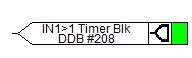 IN1>1 Timer Blk
DDB #208